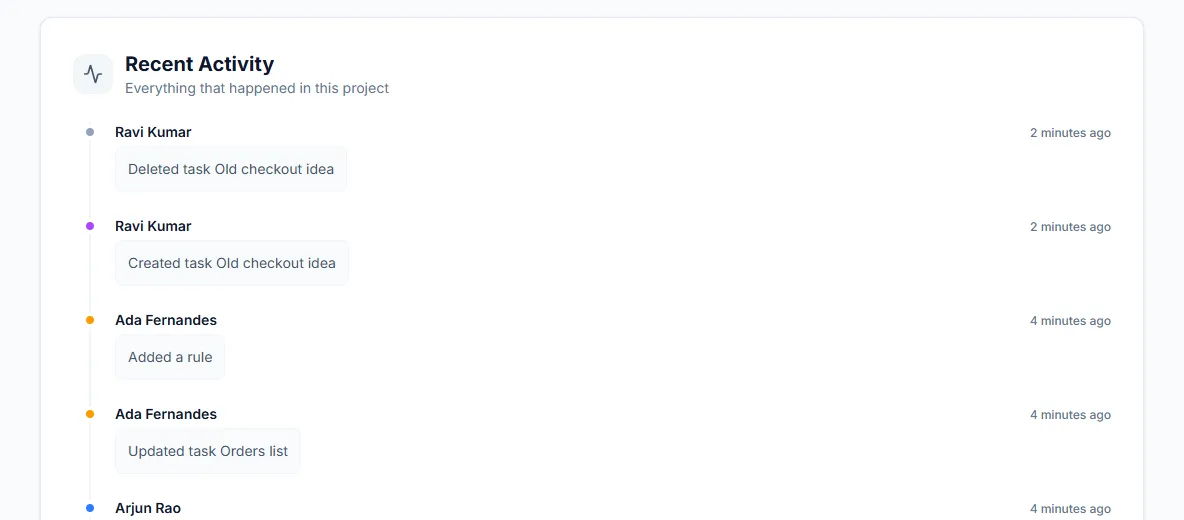 Recent Activity
Everything that happened in this project
Ravi Kumar 2 minutes ago
Deleted task Old checkout idea
Ravi Kumar 2 minutes ago
Created task Old checkout idea
Ada Fernandes 4 minutes ago
Added a rule
Ada Fernandes 4 minutes ago
Updated task Orders list
Arjun Rao 4 minutes ago